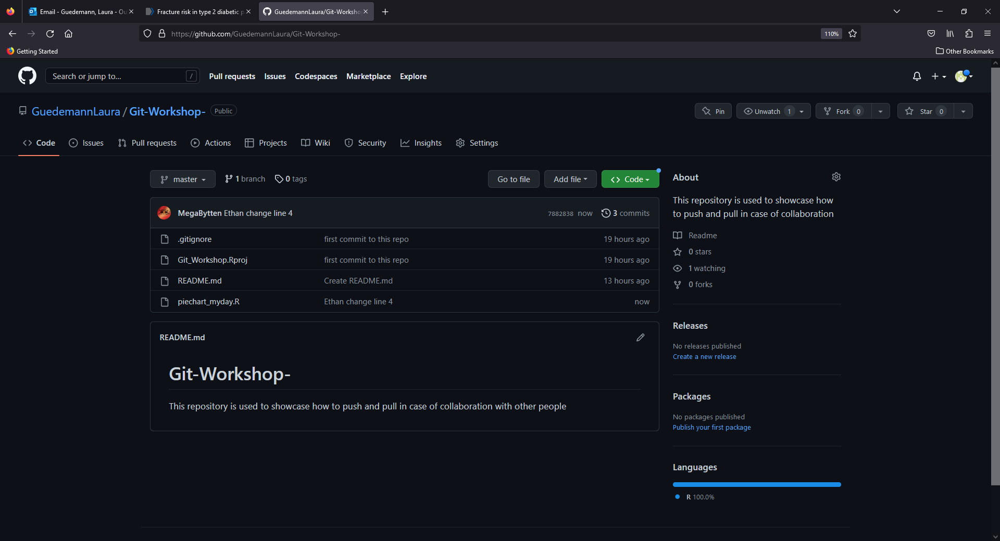 Email - Guedemann, Laura - Ou
Fracture risk in type 2 diabetic p
GuedemannLaura/Git-Worksho
https://github.com/GuedemannLaura/Git-Workshop-
110%
Getting Started
Other Bookmarks
Search or jump to...
/
Pull requests
Issues
Codespaces
Marketplace
Explore
GuedemannLaura / Git-Workshop-
Public
Pin
Unwatch 1
Fork 0
Star 0
Code
Issues
Pull requests
Actions
Projects
Wiki
Security
Insights
Settings
master
1 branch
0 tags
Go to file
Add file
Code
MegaBytten Ethan change line 4
7882838 now
3 commits
.gitignore
first commit to this repo
19 hours ago
Git_Workshop.Rproj
first commit to this repo
19 hours ago
README.md
Create README.md
13 hours ago
piechart_myday.R
Ethan change line 4
now
README.md
Git-Workshop-
This repository is used to showcase how to push and pull in case of collaboration with other people
About
This repository is used to showcase how
to push and pull in case of collaboration
Readme
0 stars
1 watching
0 forks
Releases
No releases published
Create a new release
Packages
No packages published
Publish your first package
Languages
R 100.0%